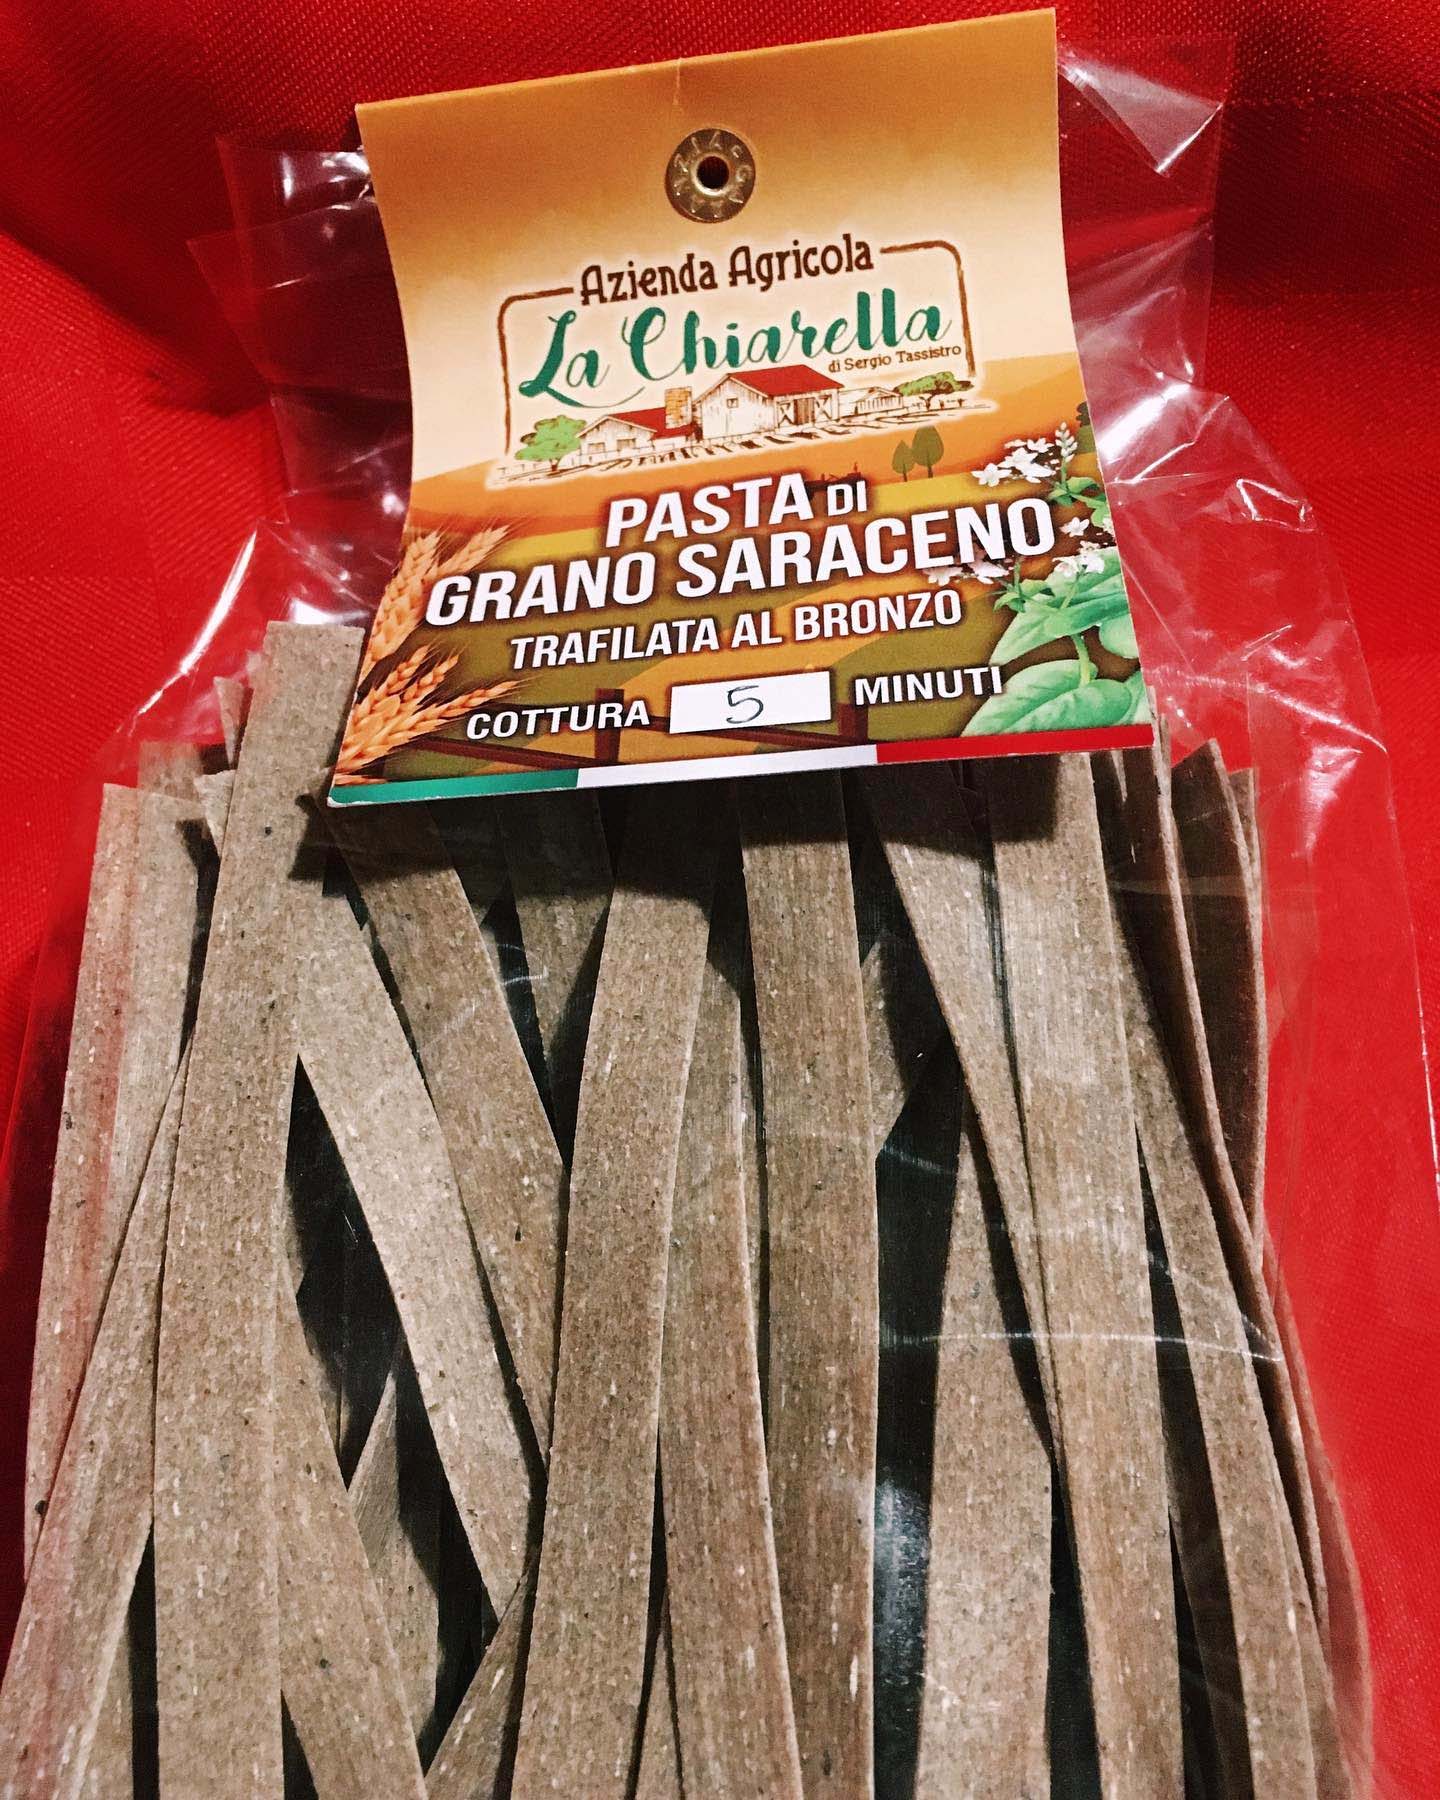 Azienda Agricola
La Chiarella
di Sergio Tassistro
PASTA DI
GRANO SARACENO
TRAFILATA AL BRONZO
COTTURA 5 MINUTI